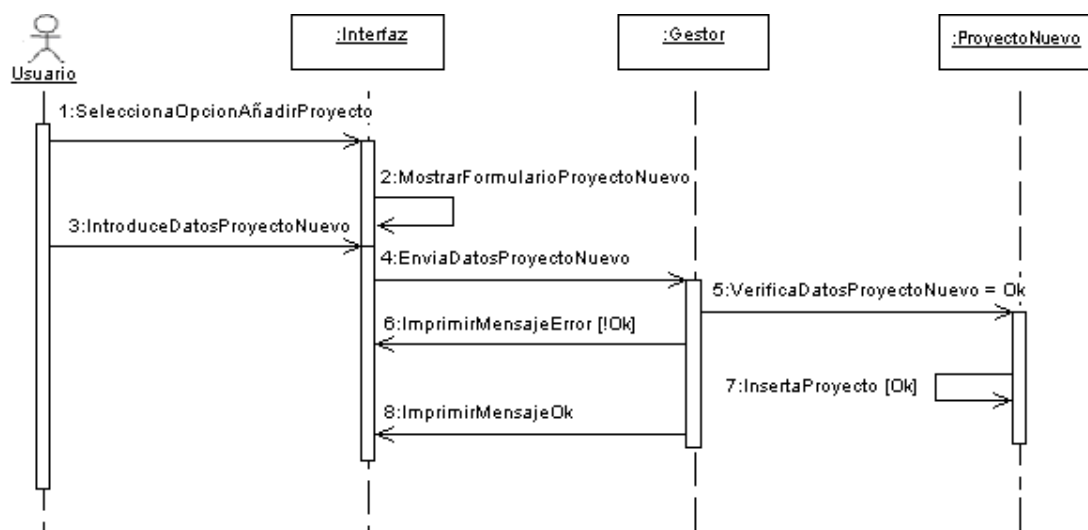 :Interfaz
:Gestor
:ProyectoNuevo
Usuario
1:SeleccionaOpcionAñadirProyecto
2:MostrarFormularioProyectoNuevo
3:IntroduceDatosProyectoNuevo
4:EnviaDatosProyectoNuevo
5:VerificaDatosProyectoNuevo = Ok
6:ImprimirMensajeError [!Ok]
7:InsertaProyecto [Ok]
8:ImprimirMensajeOk